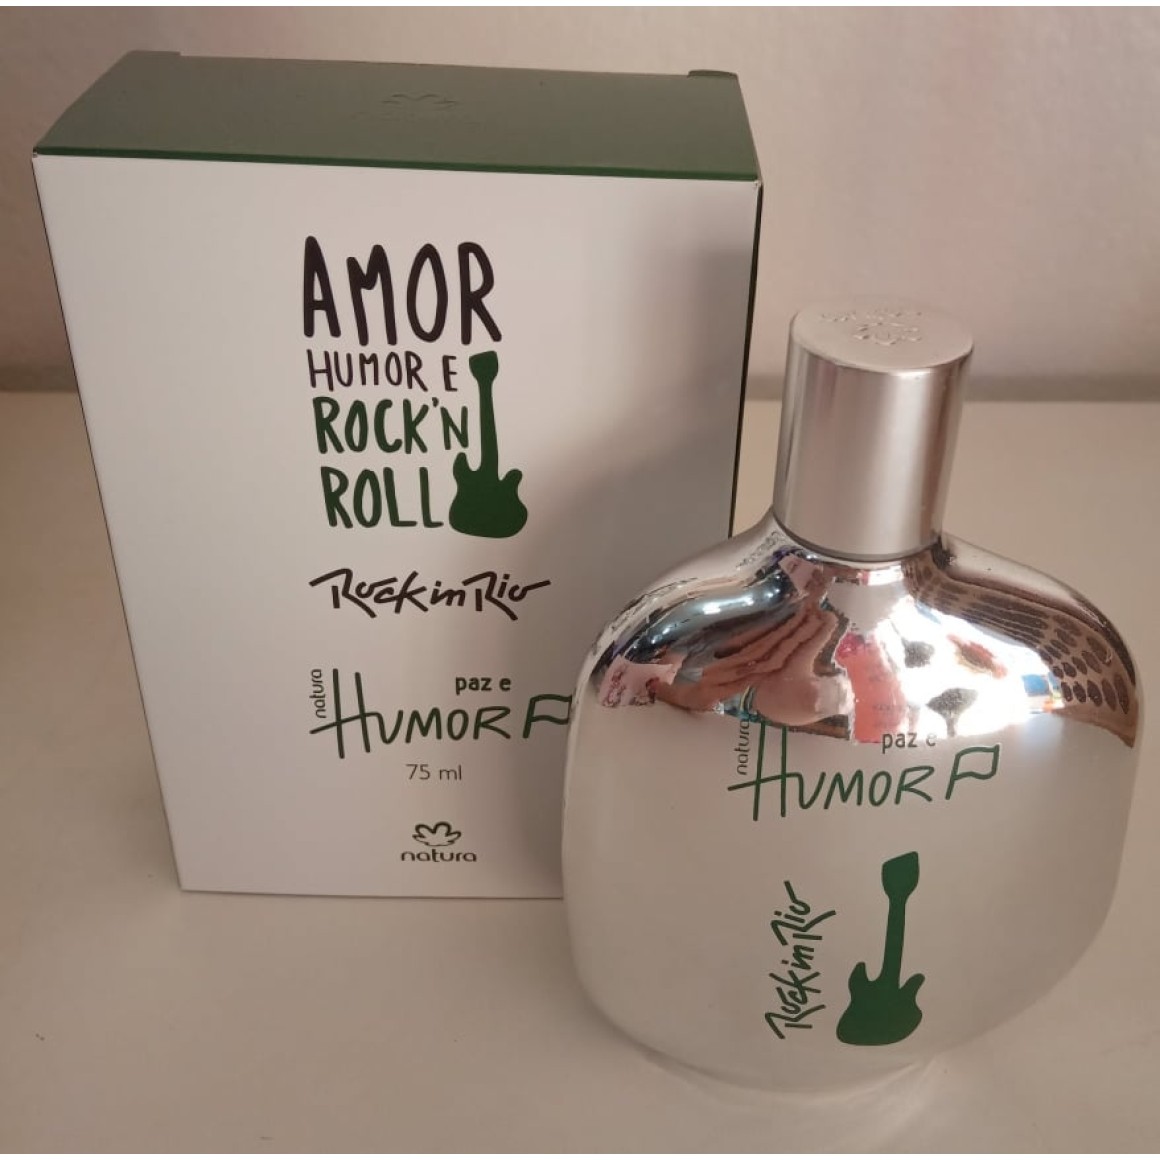 AMOR
HUMOR E
ROCK'N
ROLL
Rock in Rio
natura
paz e
HUMOR
75 ml
natura
natura
paz e
HUMOR
Rock in Rio